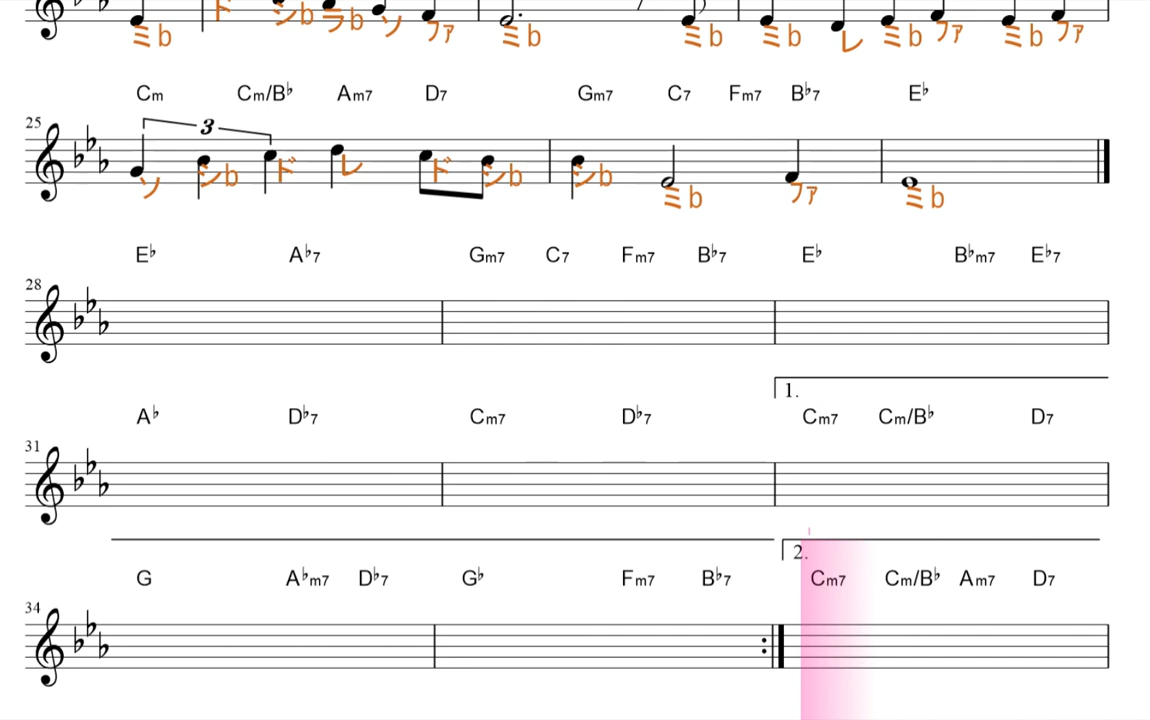 ミb ド シb ラb ソ ファ ミb ミb ミb レ ミb ファ ミb ファ
Cm Cm/B♭ Am7 D7 Gm7 C7 Fm7 B♭7 E♭
25 3
ソ シb ド レ ド シb シb ミb ファ ミb
E♭ A♭7 Gm7 C7 Fm7 B♭7 E♭ B♭m7 E♭7
28
1.
A♭ D♭7 Cm7 D♭7 Cm7 Cm/B♭ D7
31
2.
G A♭m7 D♭7 G♭ Fm7 B♭7 Cm7 Cm/B♭ Am7 D7
34